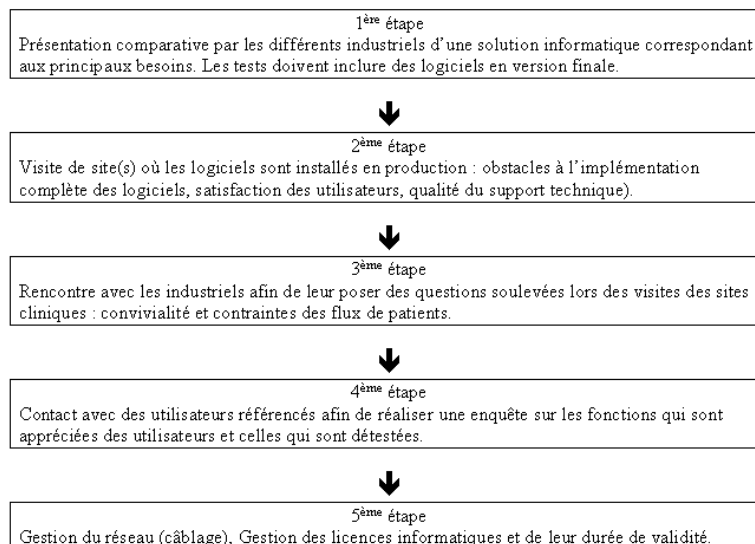 1ère étape
Présentation comparative par les différents industriels d’une solution informatique correspondant
aux principaux besoins. Les tests doivent inclure des logiciels en version finale.
2ème étape
Visite de site(s) où les logiciels sont installés en production : obstacles à l’implémentation
complète des logiciels, satisfaction des utilisateurs, qualité du support technique).
3ème étape
Rencontre avec les industriels afin de leur poser des questions soulevées lors des visites des sites
cliniques : convivialité et contraintes des flux de patients.
4ème étape
Contact avec des utilisateurs référencés afin de réaliser une enquête sur les fonctions qui sont
appréciées des utilisateurs et celles qui sont détestées.
5ème étape
Gestion du réseau (câblage), Gestion des licences informatiques et de leur durée de validité.